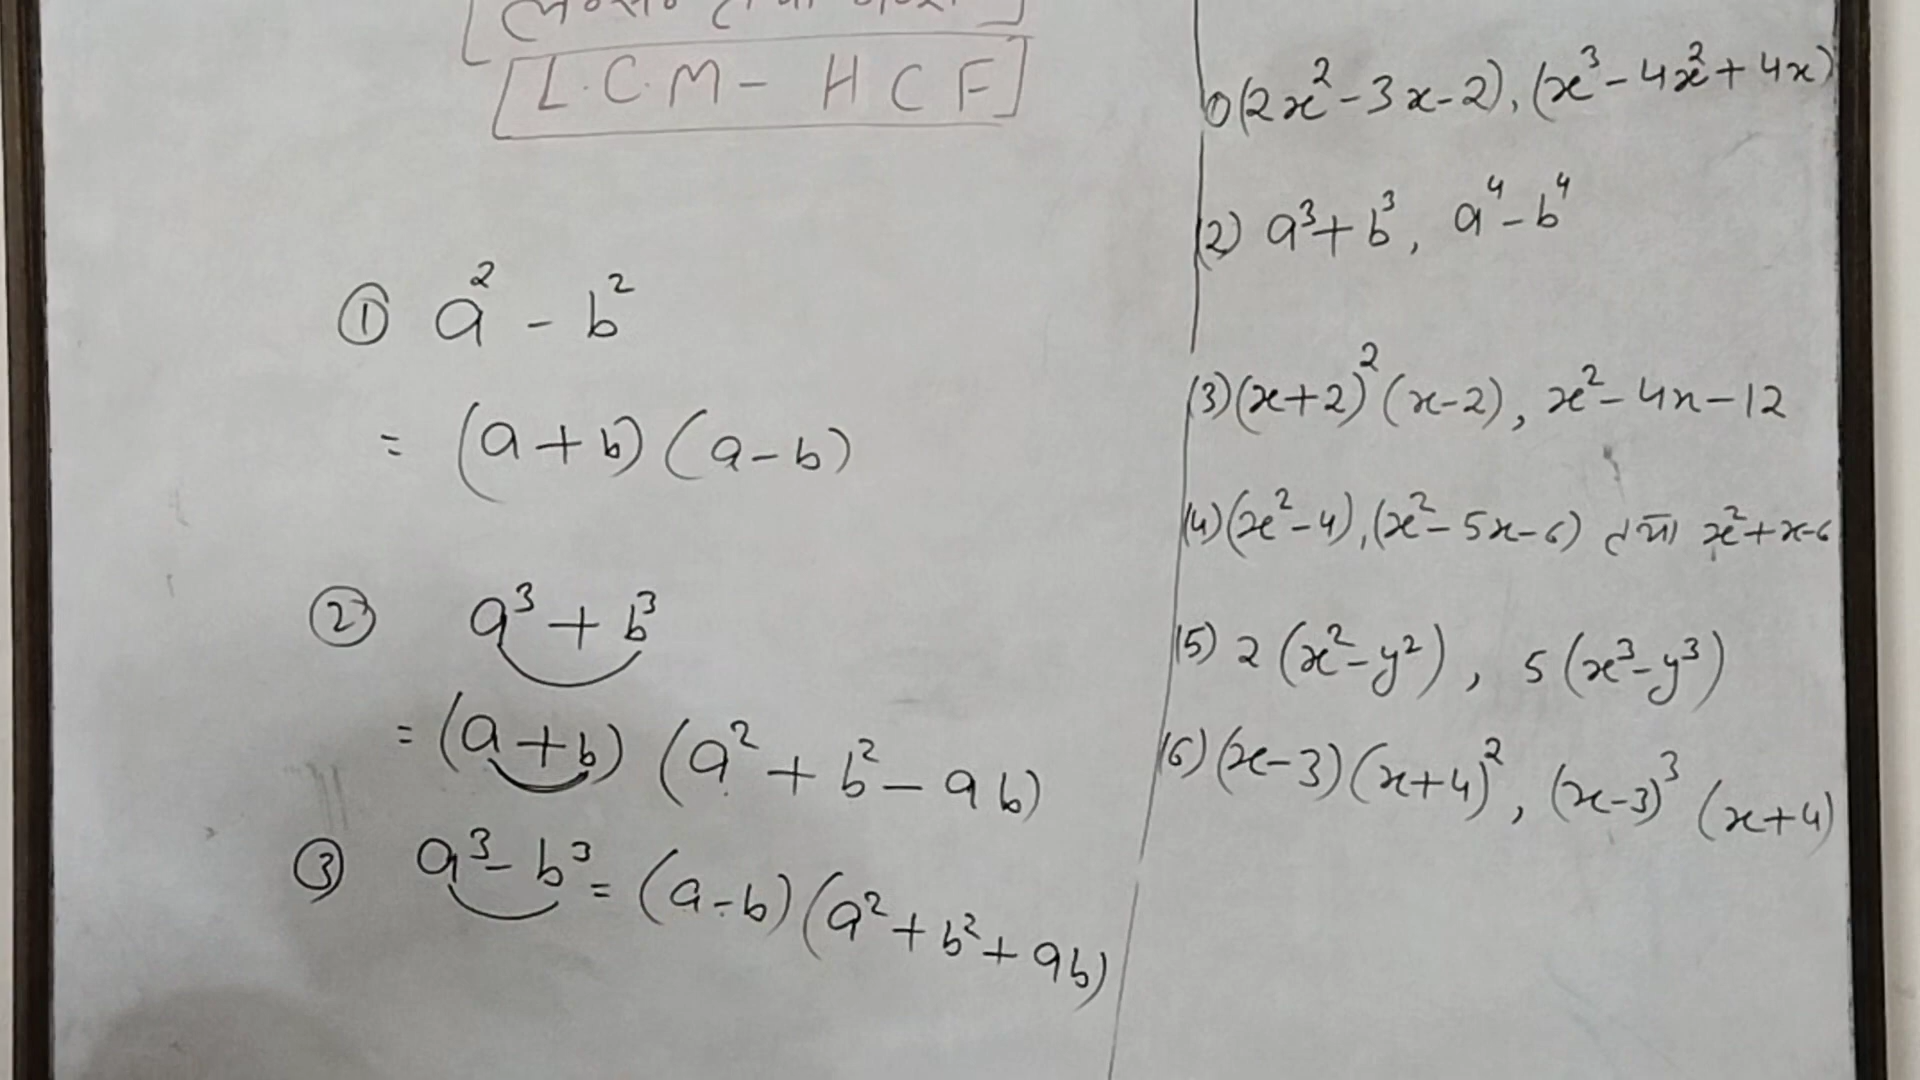 [L.C.M - H C F]
① a² - b²
= (a+b) (a-b)
② a³ + b³
= (a+b) (a² + b² - ab)
③ a³ - b³ = (a-b) (a² + b² + ab)
1) (2x² - 3x - 2), (x³ - 4x² + 4x)
(2) a³ + b³, a⁴ - b⁴
(3) (x+2)² (x-2), x² - 4x - 12
(4) (x² - 4), (x² - 5x - 6) तथा x² + x - 6
(5) 2 (x² - y²), 5 (x³ - y³)
(6) (x-3) (x+4)², (x-3)³ (x+4)